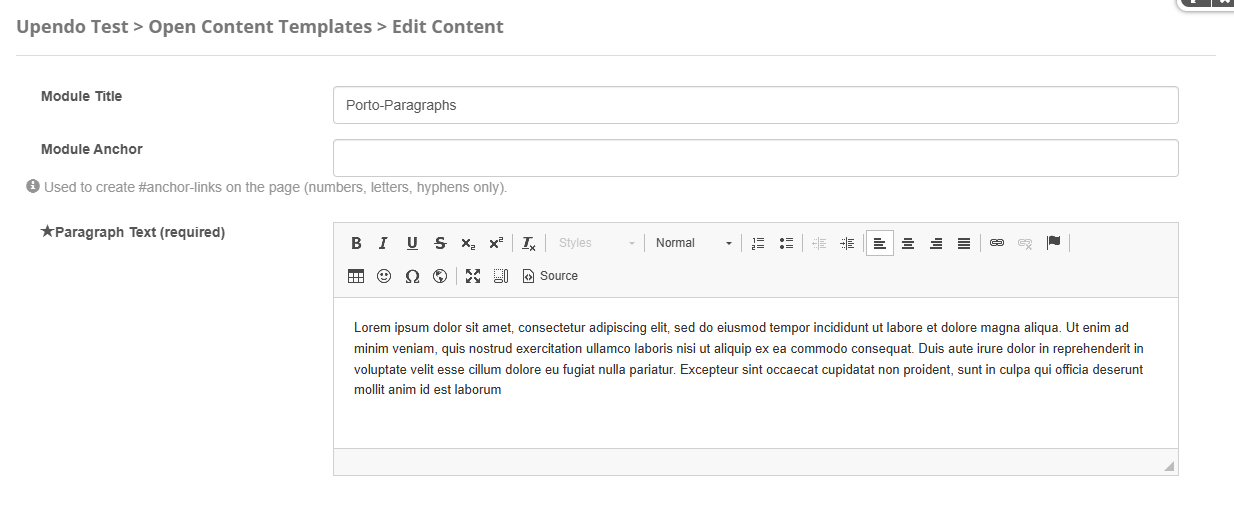 Upendo Test > Open Content Templates > Edit Content
Module Title
Porto-Paragraphs
Module Anchor
Used to create #anchor-links on the page (numbers, letters, hyphens only).
★Paragraph Text (required)
B I U S x₂ x² Tx Styles Normal
Ω Source
Lorem ipsum dolor sit amet, consectetur adipiscing elit, sed do eiusmod tempor incididunt ut labore et dolore magna aliqua. Ut enim ad
minim veniam, quis nostrud exercitation ullamco laboris nisi ut aliquip ex ea commodo consequat. Duis aute irure dolor in reprehenderit in
voluptate velit esse cillum dolore eu fugiat nulla pariatur. Excepteur sint occaecat cupidatat non proident, sunt in culpa qui officia deserunt
mollit anim id est laborum